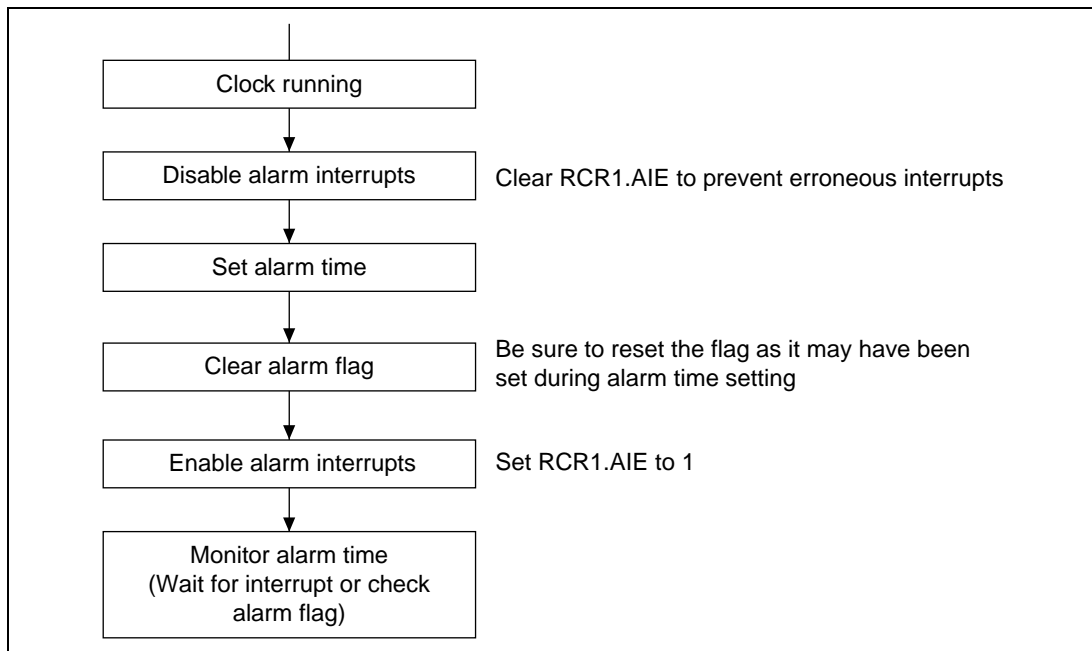 Clock running
Disable alarm interrupts
Clear RCR1.AIE to prevent erroneous interrupts
Set alarm time
Clear alarm flag
Be sure to reset the flag as it may have been
set during alarm time setting
Enable alarm interrupts
Set RCR1.AIE to 1
Monitor alarm time
(Wait for interrupt or check
alarm flag)